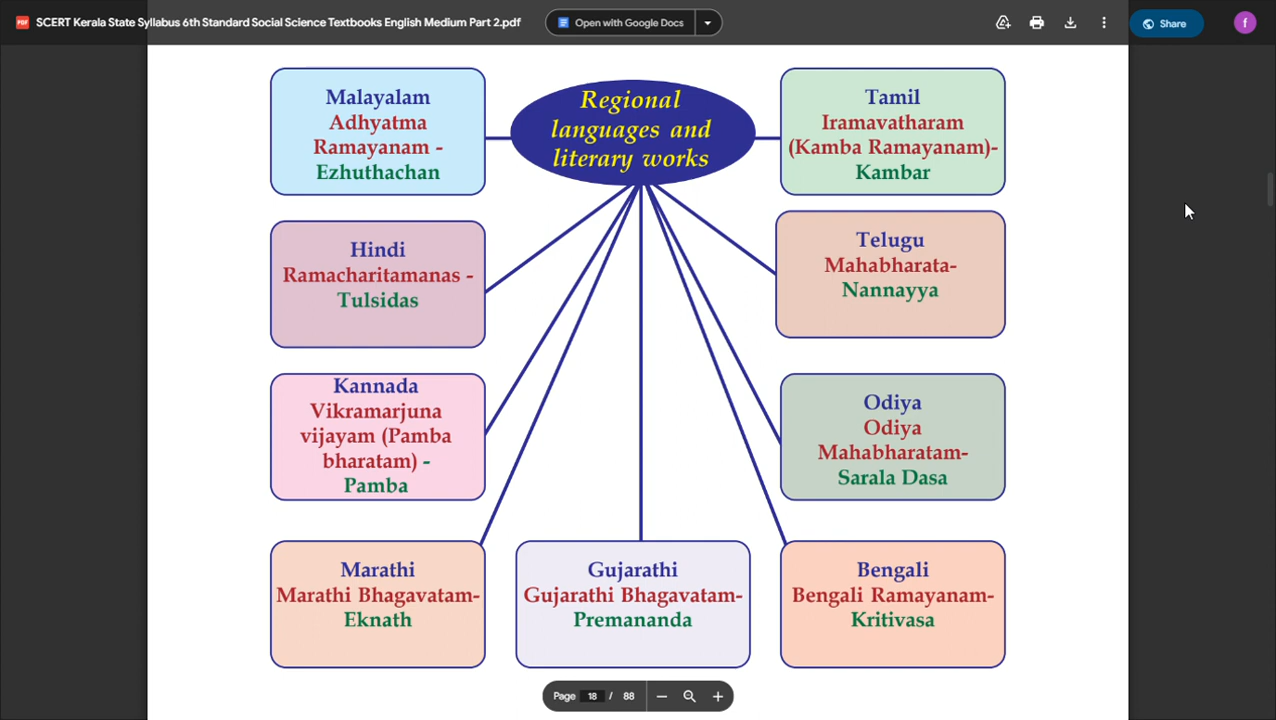 SCERT Kerala State Syllabus 6th Standard Social Science Textbooks English Medium Part 2.pdf
Open with Google Docs
Share
f
Regional
languages and
literary works
Malayalam
Adhyatma
Ramayanam -
Ezhuthachan
Tamil
Iramavatharam
(Kamba Ramayanam)-
Kambar
Hindi
Ramacharitamanas -
Tulsidas
Telugu
Mahabharata-
Nannayya
Kannada
Vikramarjuna
vijayam (Pamba
bharatam) -
Pamba
Odiya
Odiya
Mahabharatam-
Sarala Dasa
Marathi
Marathi Bhagavatam-
Eknath
Gujarathi
Gujarathi Bhagavatam-
Premananda
Bengali
Bengali Ramayanam-
Kritivasa
Page 18 / 88